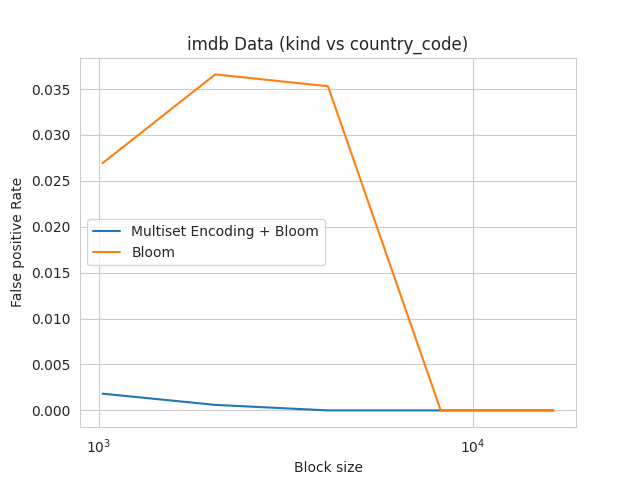 imdb Data (kind vs country_code)
False positive Rate
0.035
0.030
0.025
0.020
0.015
0.010
0.005
0.000
Multiset Encoding + Bloom
Bloom
10³
10⁴
Block size